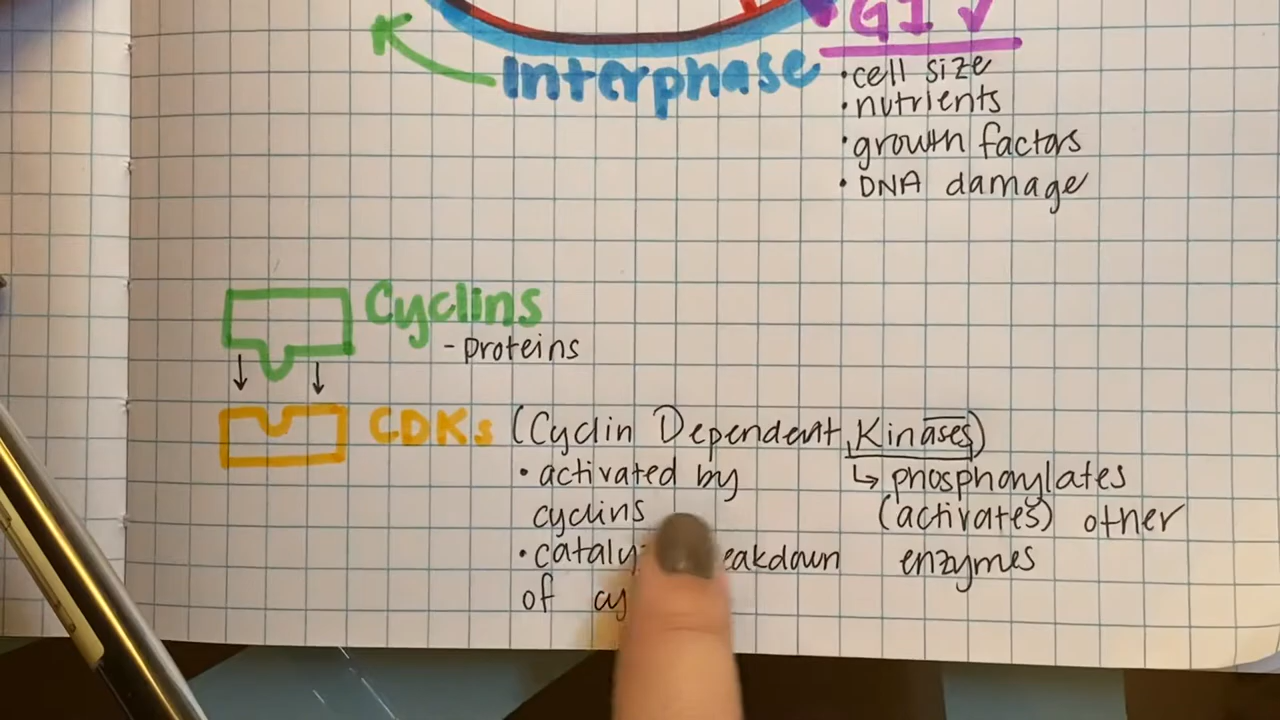 G1 ✓
Interphase
• cell size
• nutrients
• growth factors
• DNA damage
Cyclins
- proteins
CDKs (Cyclin Dependent Kinases)
• activated by
cyclins
• breakdown
of
↳ phosphorylates
(activates) other
enzymes